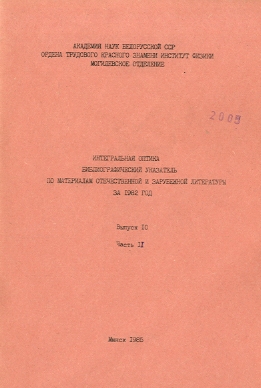 АКАДЕМИЯ НАУК БЕЛОРУССКОЙ ССР
ОРДЕНА ТРУДОВОГО КРАСНОГО ЗНАМЕНИ ИНСТИТУТ ФИЗИКИ
МОГИЛЕВСКОЕ ОТДЕЛЕНИЕ
2009
ИНТЕГРАЛЬНАЯ ОПТИКА
БИБЛИОГРАФИЧЕСКИЙ УКАЗАТЕЛЬ
ПО МАТЕРИАЛАМ ОТЕЧЕСТВЕННОЙ И ЗАРУБЕЖНОЙ ЛИТЕРАТУРЫ
ЗА 1982 ГОД
Выпуск 10
Часть II
Минск 1985